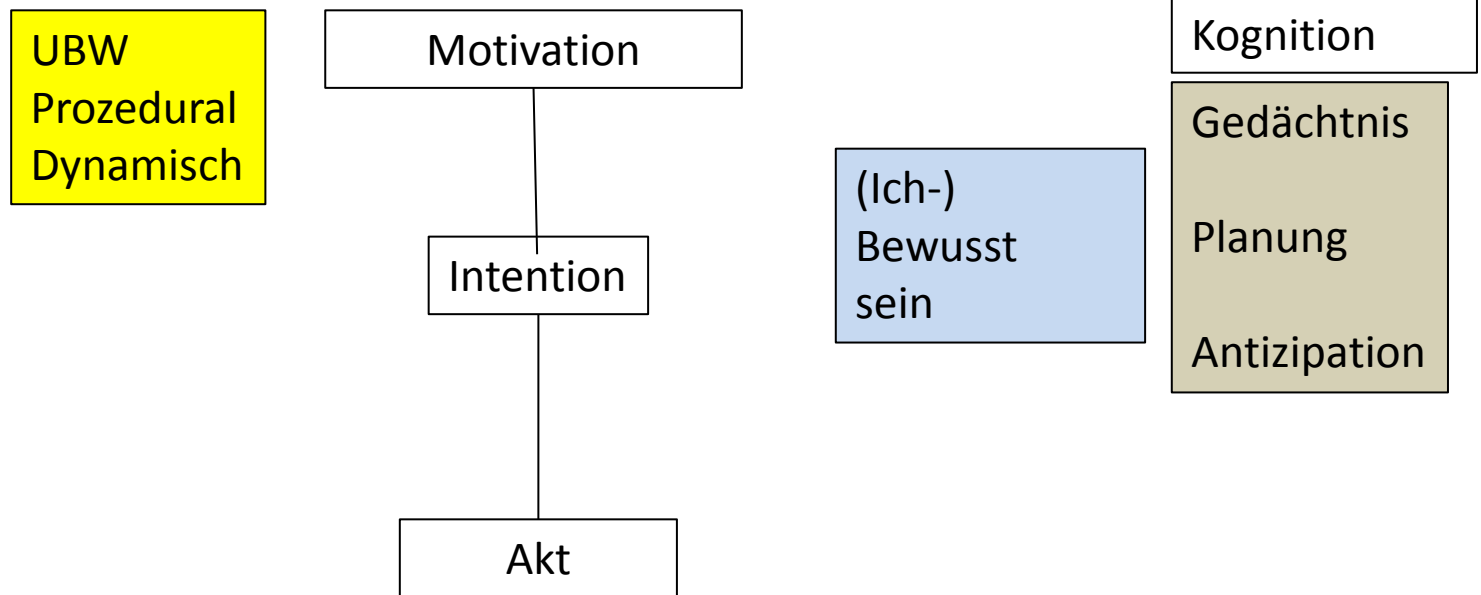 UBW
Prozedural
Dynamisch
Motivation
Intention
Akt
(Ich-)
Bewusst
sein
Kognition
Gedächtnis
Planung
Antizipation